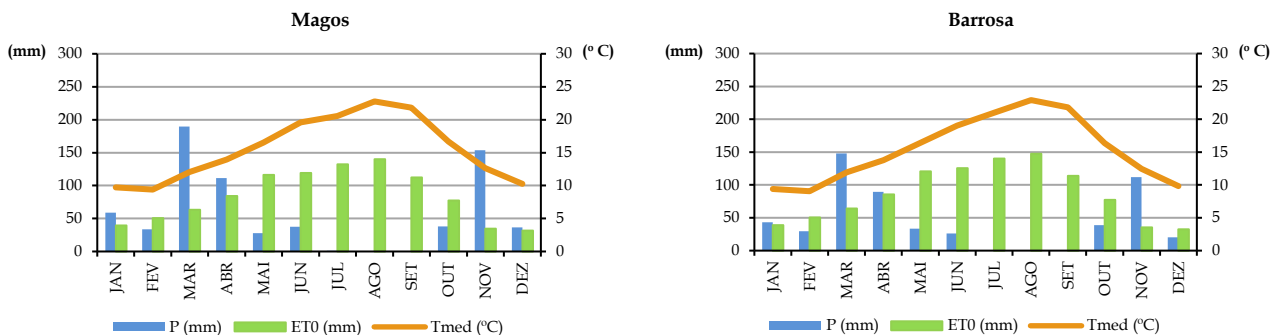 Magos
(mm) (º C)
300 30
250 25
200 20
150 15
100 10
50 5
0 0
JAN FEV MAR ABR MAI JUN JUL AGO SET OUT NOV DEZ
P (mm) ET0 (mm) Tmed (ºC)
Barrosa
(mm) (º C)
300 30
250 25
200 20
150 15
100 10
50 5
0 0
JAN FEV MAR ABR MAI JUN JUL AGO SET OUT NOV DEZ
P (mm) ET0 (mm) Tmed (ºC)